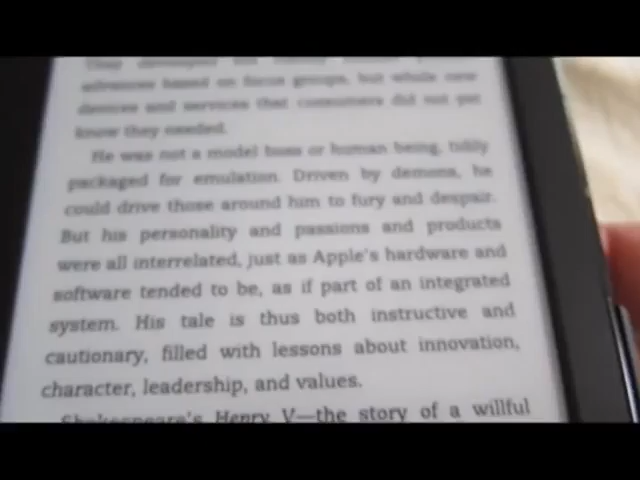 They developed
advances based on focus groups, but whole new
devices and services that consumers did not yet
know they needed.
He was not a model boss or human being, tidily
packaged for emulation. Driven by demons, he
could drive those around him to fury and despair.
But his personality and passions and products
were all interrelated, just as Apple's hardware and
software tended to be, as if part of an integrated
system. His tale is thus both instructive and
cautionary, filled with lessons about innovation,
character, leadership, and values.
Shakespeare's Henry V—the story of a willful